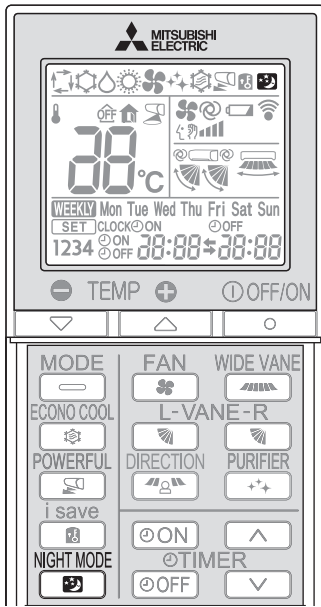 MITSUBISHI
ELECTRIC
OFF
88°C
WEEKLY Mon Tue Wed Thu Fri Sat Sun
SET CLOCK ON OFF
1234 ON OFF 88:88 88:88
TEMP OFF/ON
MODE FAN WIDE VANE
ECONO COOL L-VANE-R
POWERFUL DIRECTION PURIFIER
i save
ON
NIGHT MODE TIMER
OFF